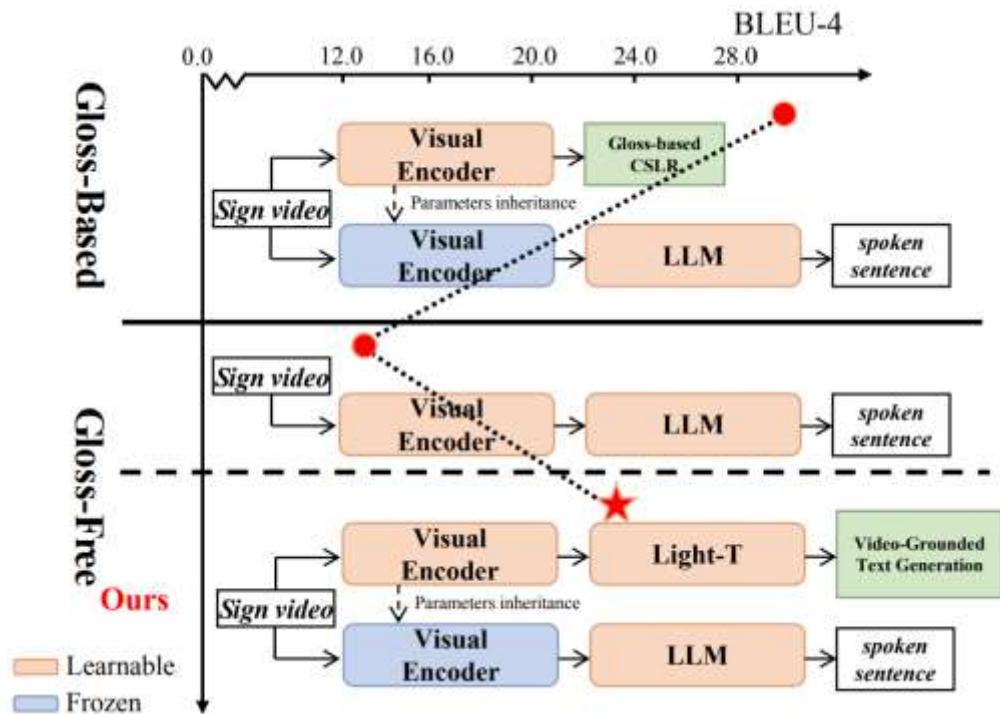 BLEU-4
0.0 12.0 16.0 20.0 24.0 28.0
Gloss-Based
Sign video
Visual
Encoder
Gloss-based
CSLR
Parameters inheritance
Visual
Encoder
LLM
spoken
sentence
Gloss-Free
Sign video
Visual
Encoder
LLM
spoken
sentence
Ours
Sign video
Visual
Encoder
Light-T
Video-Grounded
Text Generation
Parameters inheritance
Visual
Encoder
LLM
spoken
sentence
Learnable
Frozen